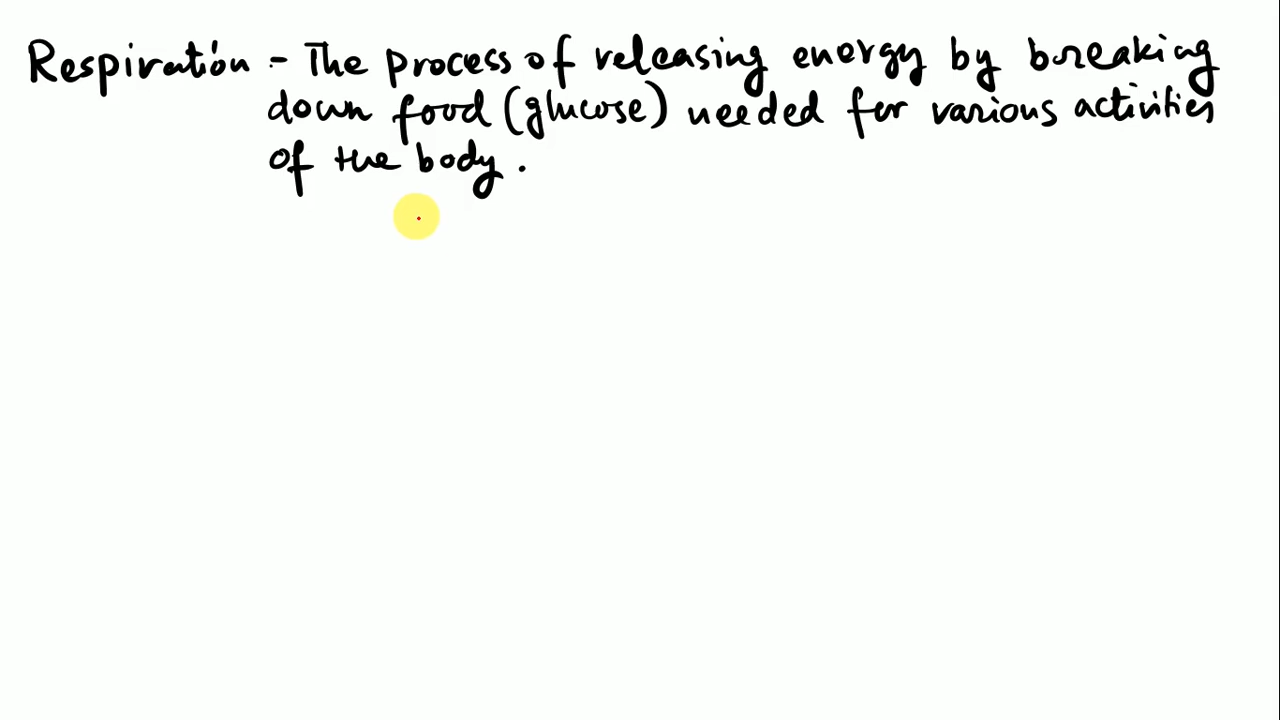 Respiration - The process of releasing energy by breaking
down food (glucose) needed for various activities
of the body.